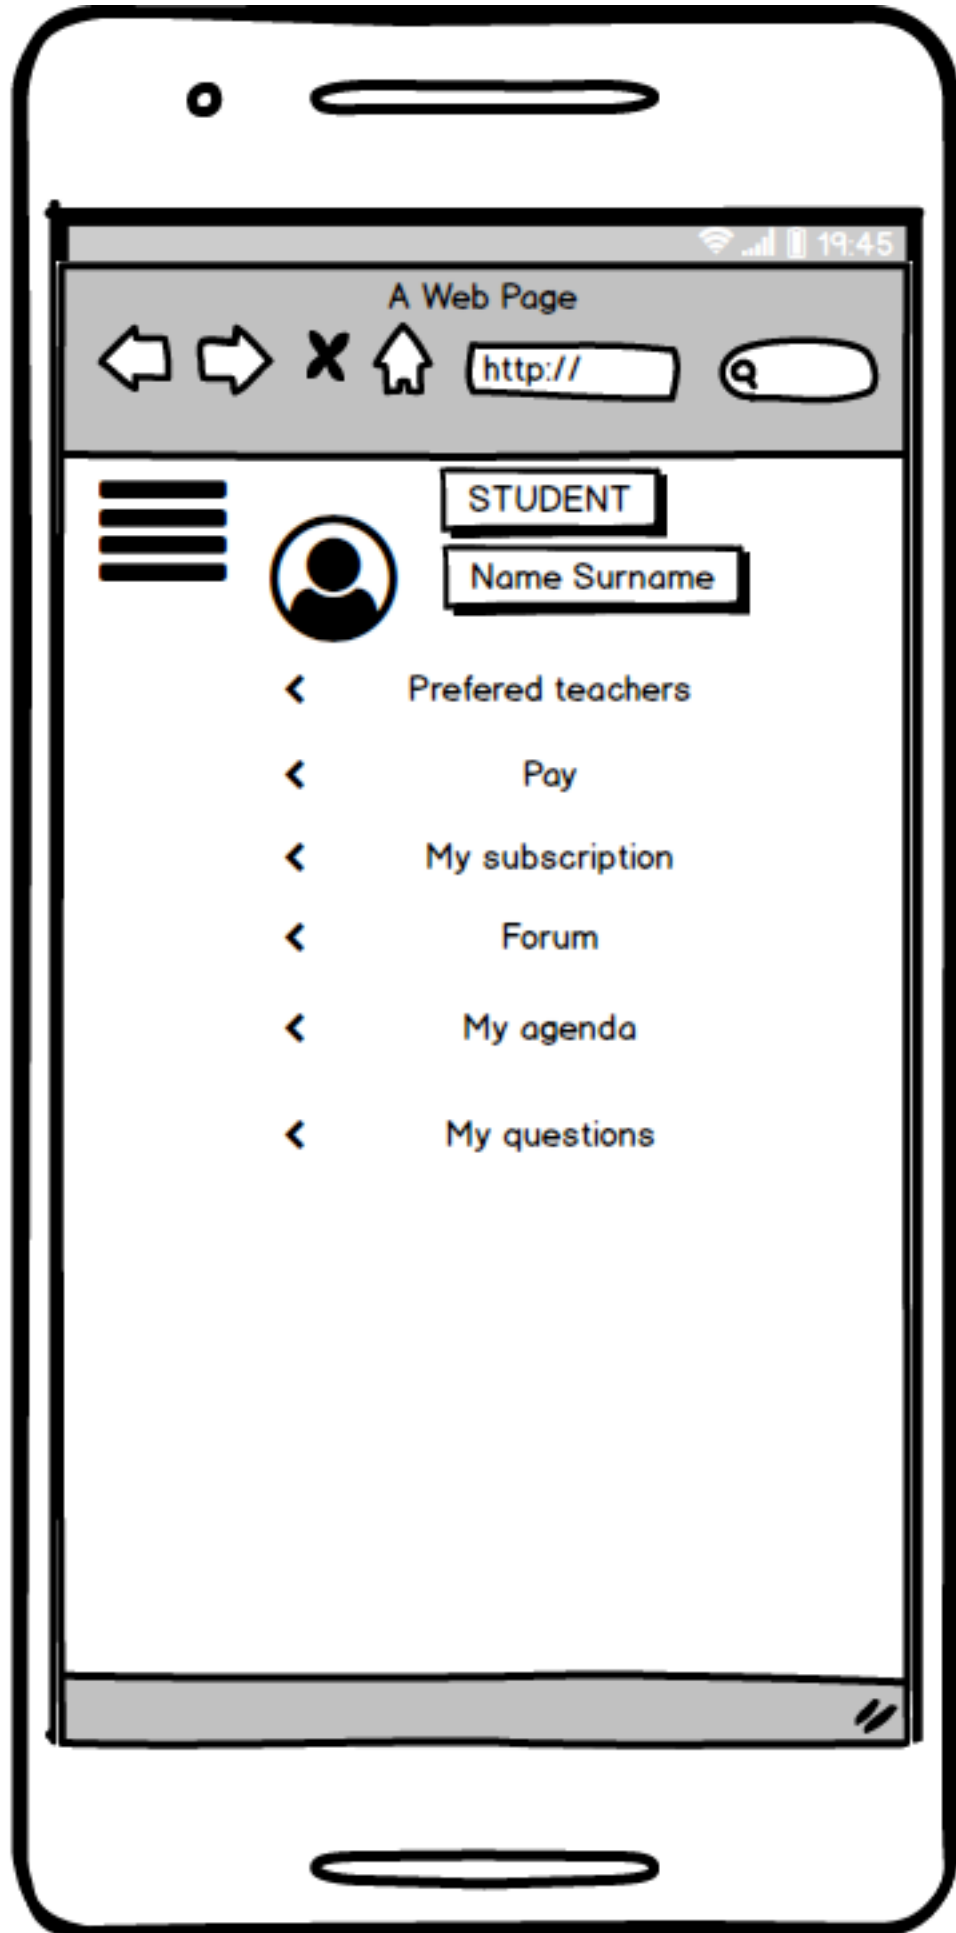 19:45
A Web Page
http://
STUDENT
Name Surname
Prefered teachers
Pay
My subscription
Forum
My agenda
My questions